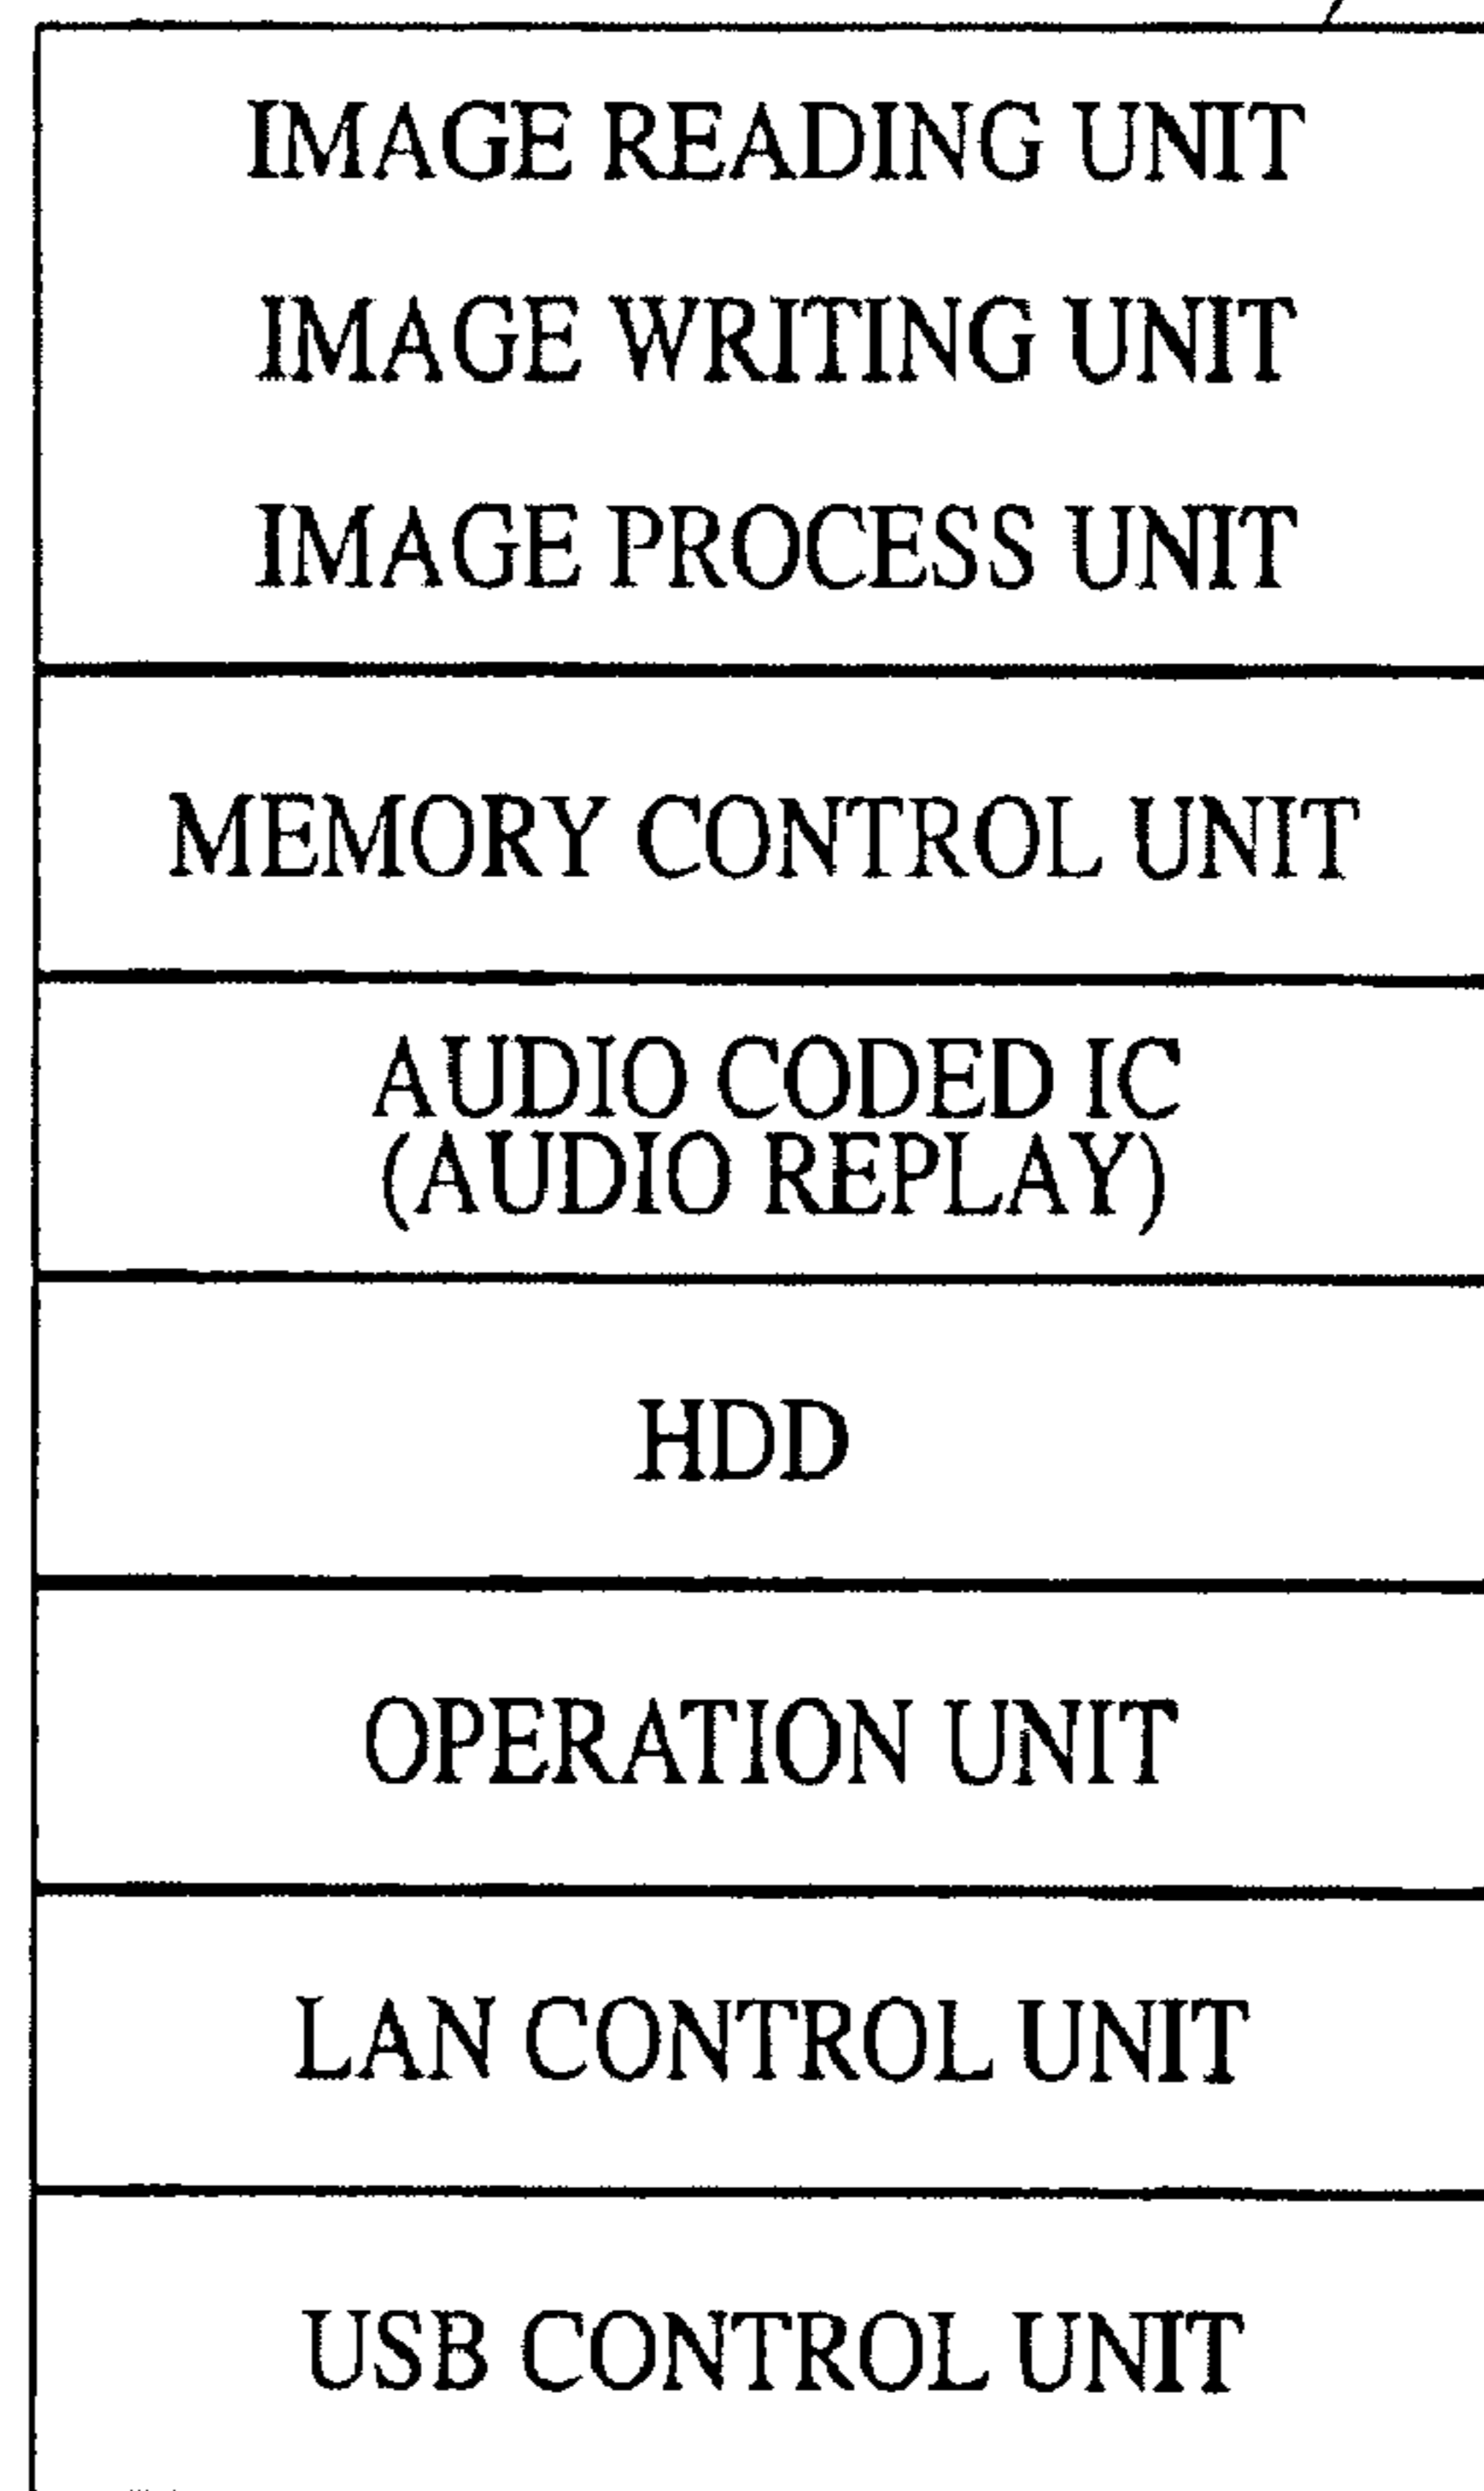 IMAGE READING UNIT
IMAGE WRITING UNIT
IMAGE PROCESS UNIT
MEMORY CONTROL UNIT
AUDIO CODED IC
(AUDIO REPLAY)
HDD
OPERATION UNIT
LAN CONTROL UNIT
USB CONTROL UNIT